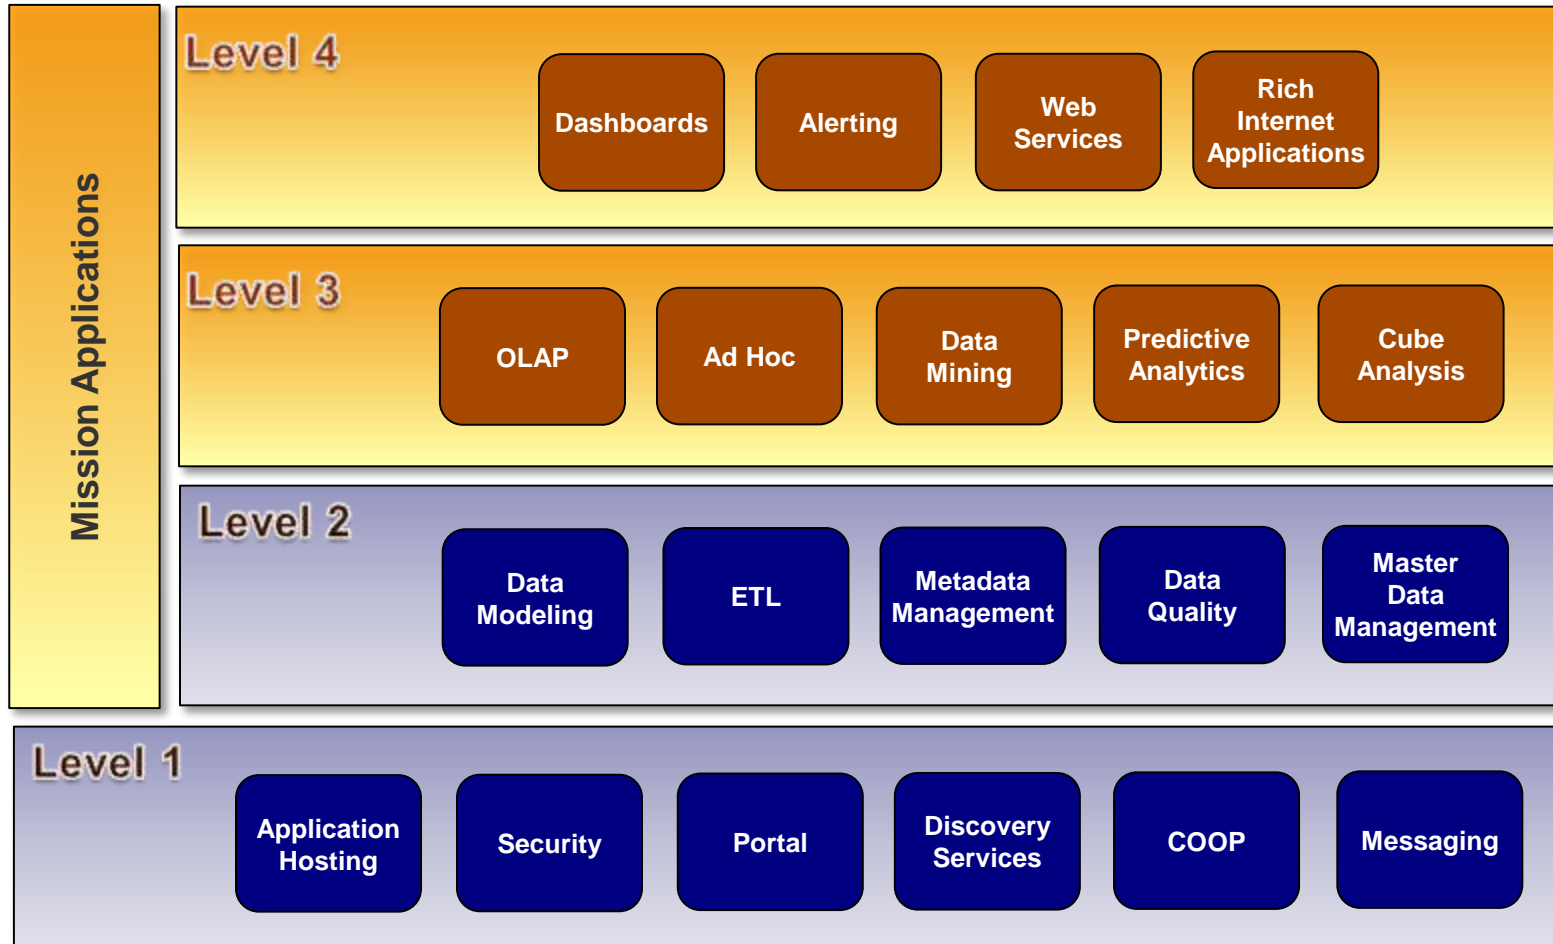 Mission Applications
Level 4
Dashboards
Alerting
Web
Services
Rich
Internet
Applications
Level 3
OLAP
Ad Hoc
Data
Mining
Predictive
Analytics
Cube
Analysis
Level 2
Data
Modeling
ETL
Metadata
Management
Data
Quality
Master
Data
Management
Level 1
Application
Hosting
Security
Portal
Discovery
Services
COOP
Messaging